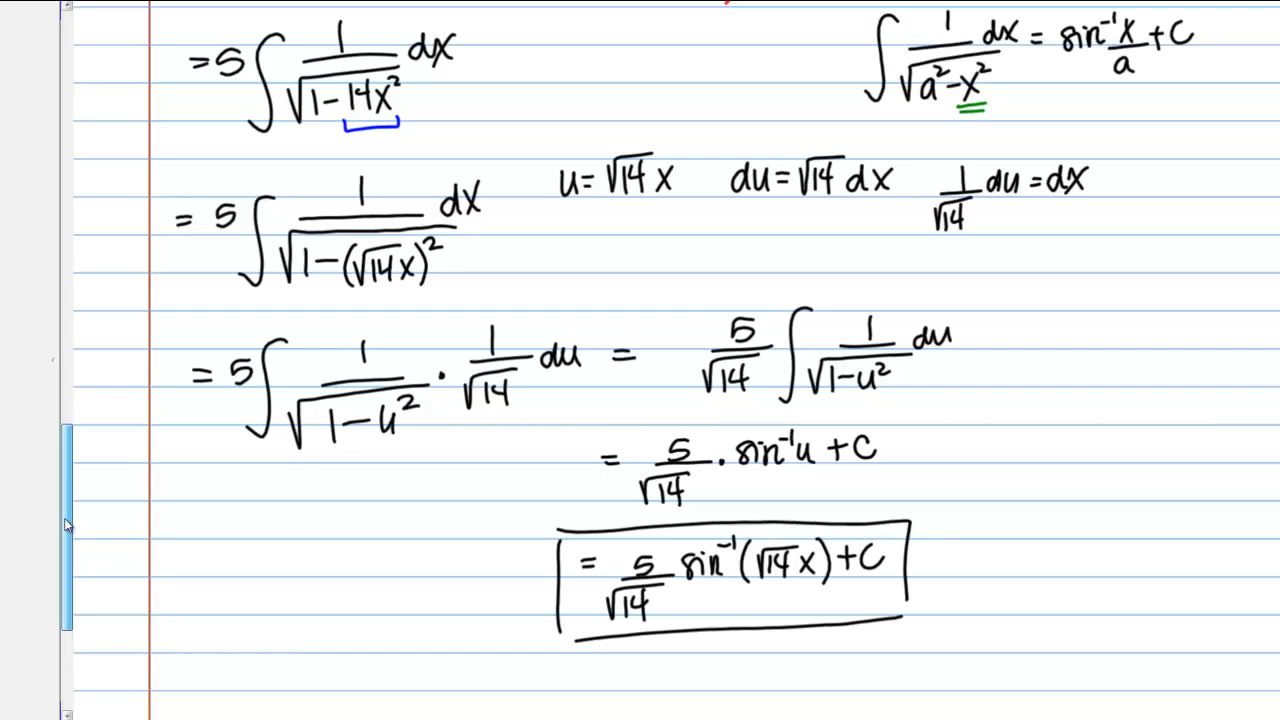 = 5 ∫ 1/√(1 − 14x²) dx
∫ 1/√(a² − x²) dx = sin⁻¹ x/a + C
= 5 ∫ 1/√(1 − (√14 x)²) dx
u = √14 x  du = √14 dx  1/√14 du = dx
= 5 ∫ 1/√(1 − u²) · 1/√14 du = 5/√14 ∫ 1/√(1 − u²) du
= 5/√14 · sin⁻¹ u + C
= 5/√14 sin⁻¹(√14 x) + C